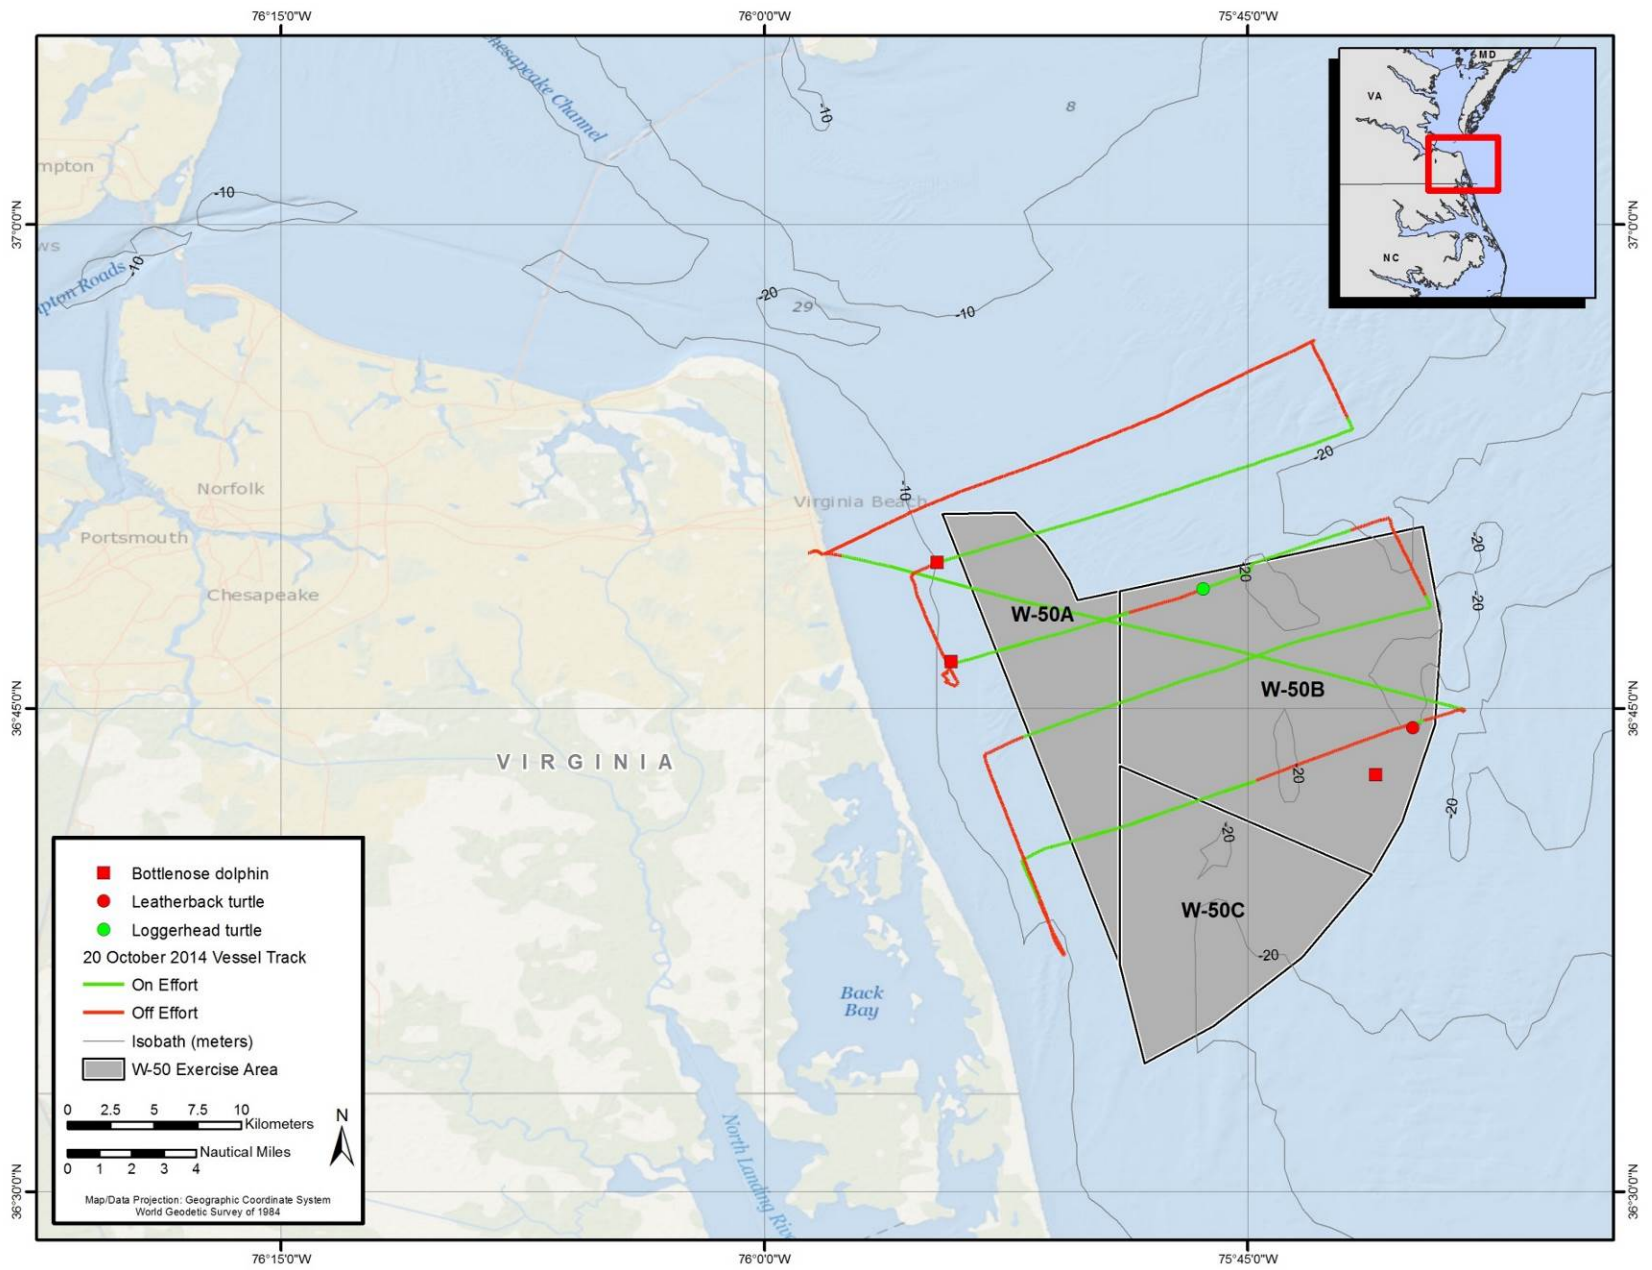 76°15'0"W
76°0'0"W
75°45'0"W
Chesapeake Channel
-10
8
MD
VA
NC
mpton
-10
37°0'0"N
37°0'0"N
ws
-10
mpton Roads
-20
29
-10
-20
-10
Virginia Beach
Norfolk
Portsmouth
Chesapeake
-20
-20
-20
W-50A
W-50B
36°45'0"N
36°45'0"N
VIRGINIA
-20
-20
-20
W-50C
-20
Back
Bay
North Landing Rive
Bottlenose dolphin
Leatherback turtle
Loggerhead turtle
20 October 2014 Vessel Track
On Effort
Off Effort
Isobath (meters)
W-50 Exercise Area
0 2.5 5 7.5 10
Kilometers
N
Nautical Miles
0 1 2 3 4
Map/Data Projection: Geographic Coordinate System
World Geodetic Survey of 1984
36°30'0"N
36°30'0"N
76°15'0"W
76°0'0"W
75°45'0"W